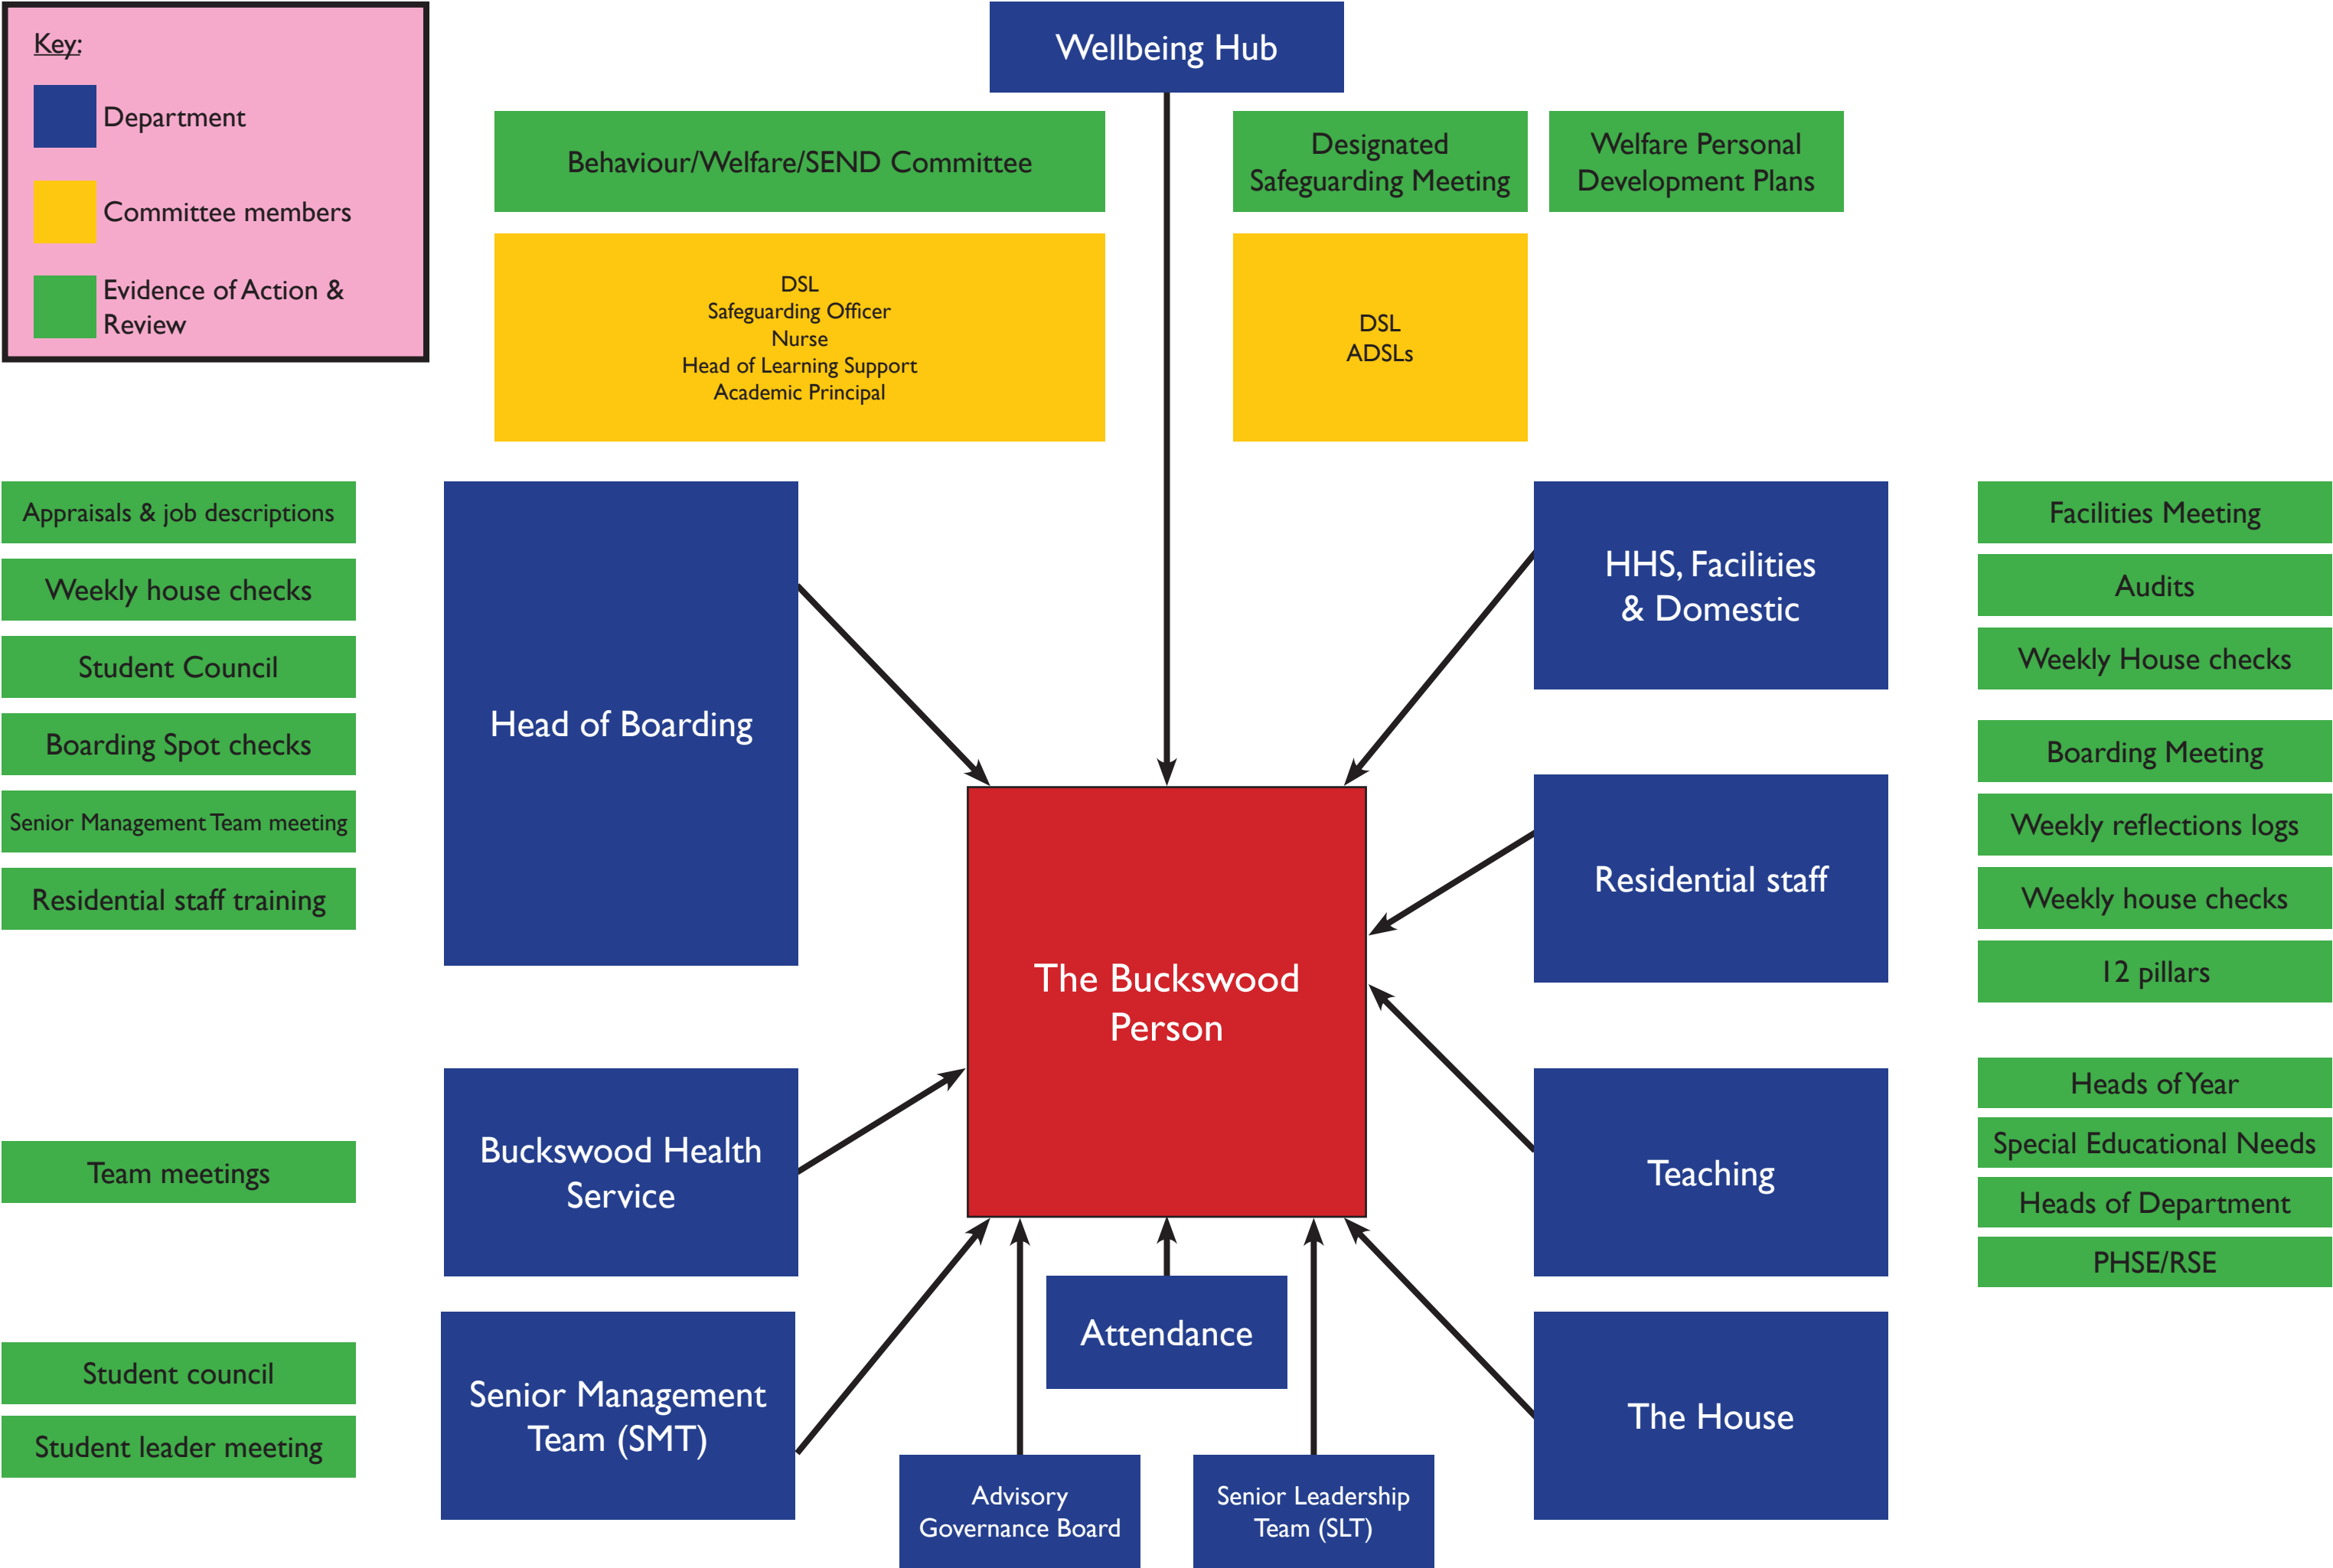 Key:
Department
Committee members
Evidence of Action &
Review
Wellbeing Hub
Behaviour/Welfare/SEND Committee
Designated
Safeguarding Meeting
Welfare Personal
Development Plans
DSL
Safeguarding Officer
Nurse
Head of Learning Support
Academic Principal
DSL
ADSLs
Appraisals & job descriptions
Weekly house checks
Student Council
Boarding Spot checks
Senior Management Team meeting
Residential staff training
Head of Boarding
HHS, Facilities
& Domestic
Facilities Meeting
Audits
Weekly House checks
Residential staff
Boarding Meeting
Weekly reflections logs
Weekly house checks
12 pillars
The Buckswood
Person
Team meetings
Buckswood Health
Service
Teaching
Heads of Year
Special Educational Needs
Heads of Department
PHSE/RSE
Student council
Student leader meeting
Senior Management
Team (SMT)
Attendance
The House
Advisory
Governance Board
Senior Leadership
Team (SLT)